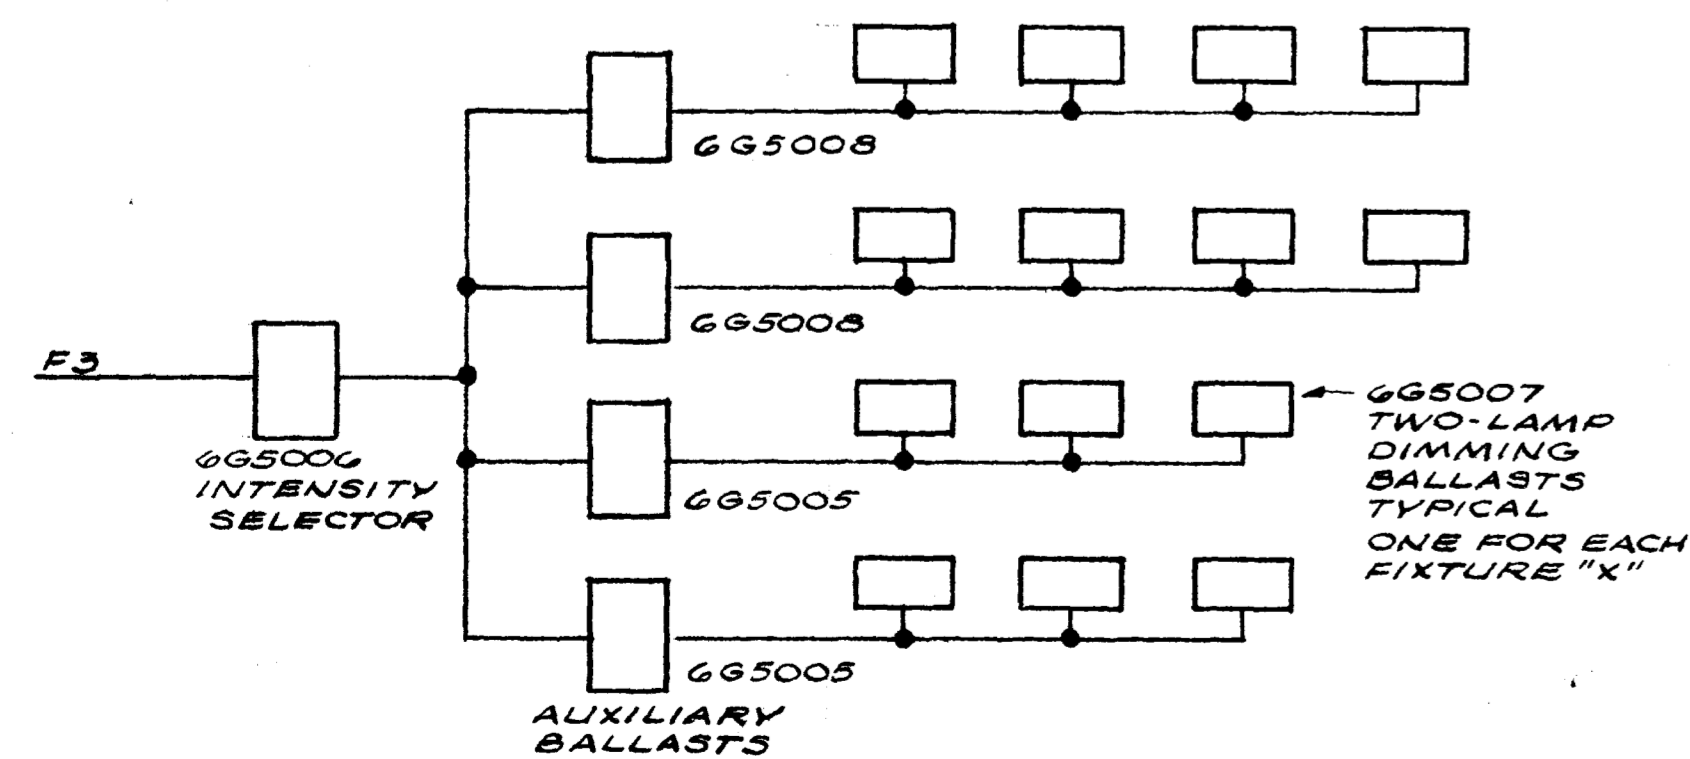 6G5008
6G5008
F3
6G5006
INTENSITY
SELECTOR
6G5007
TWO-LAMP
DIMMING
BALLASTS
TYPICAL
ONE FOR EACH
FIXTURE "X"
6G5005
6G5005
AUXILIARY
BALLASTS